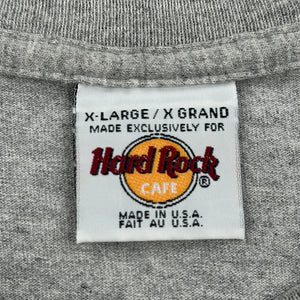 X-LARGE / X GRAND
MADE EXCLUSIVELY FOR
Hard Rock
CAFE ®
MADE IN U.S.A.
FAIT AU U.S.A.